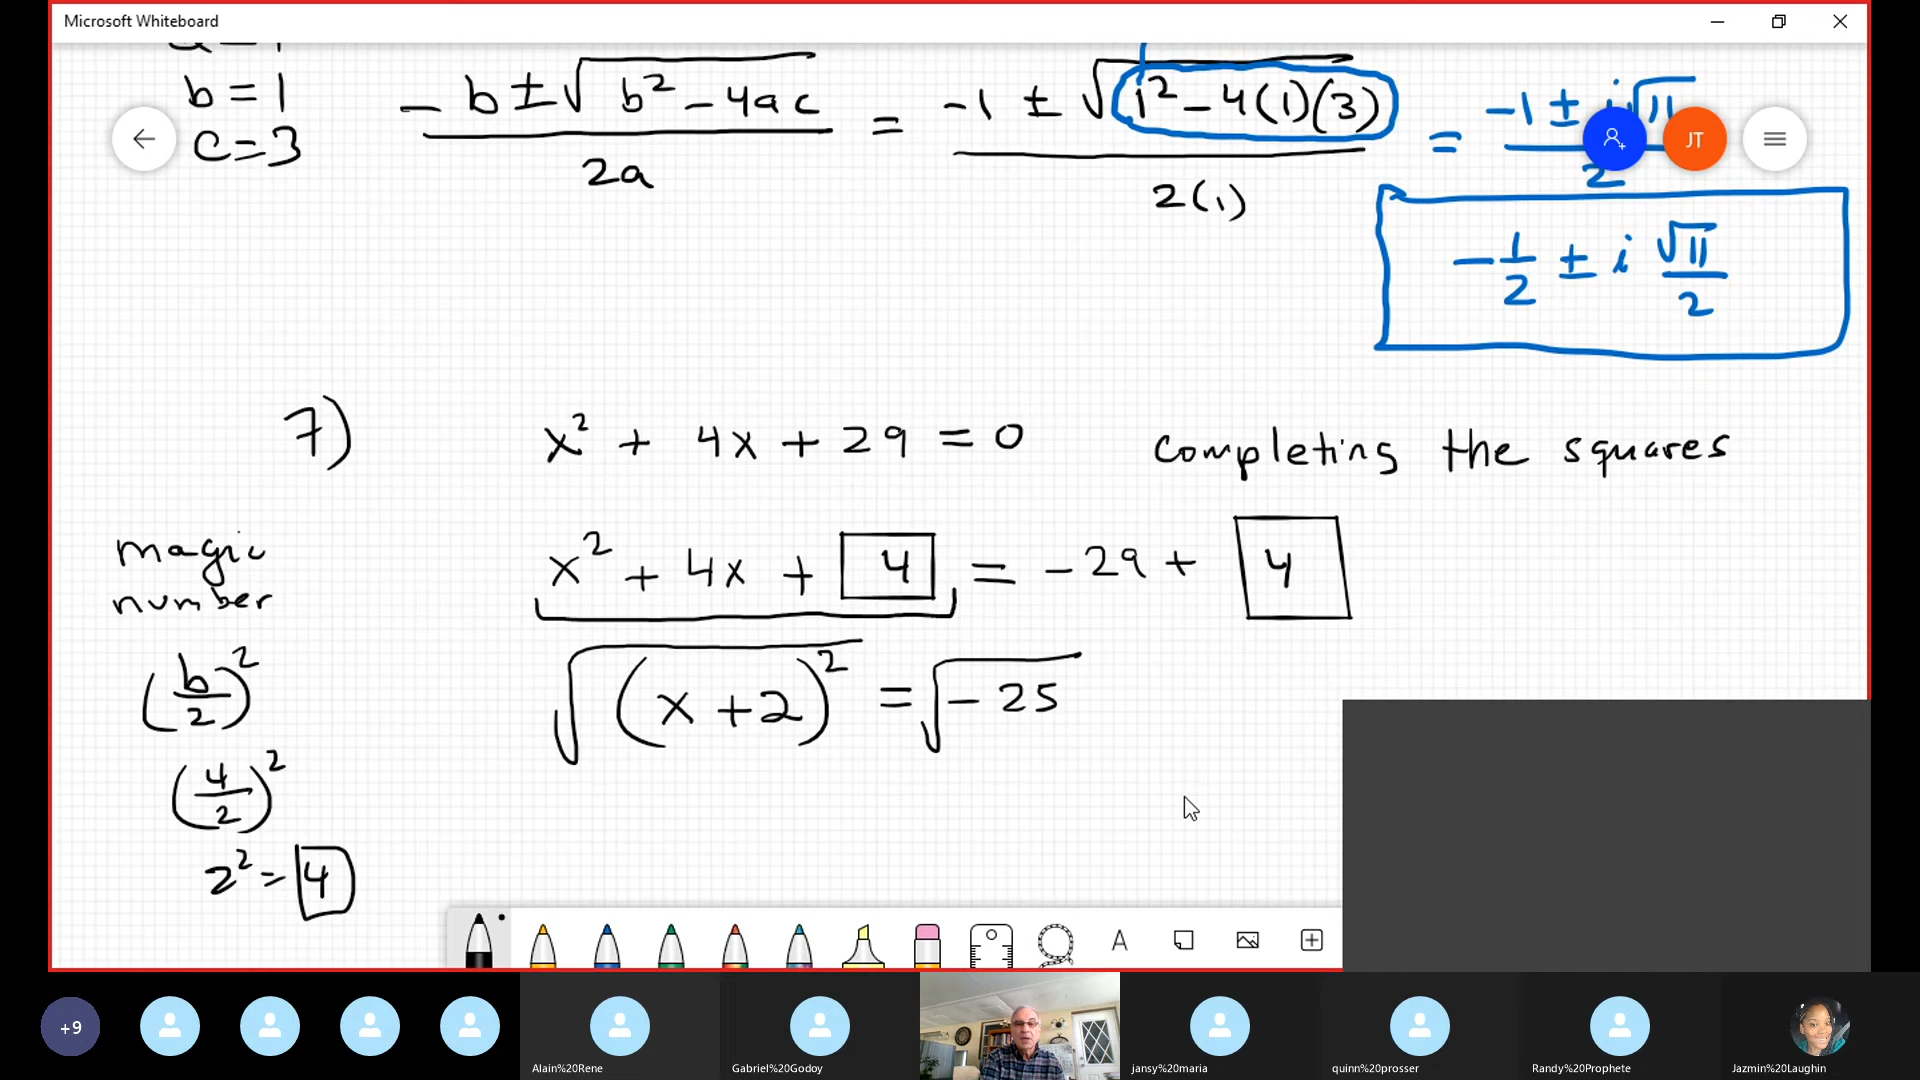 Microsoft Whiteboard
b = 1
c = 3
-b ± √(b² - 4ac) / 2a = -1 ± √(1² - 4(1)(3)) / 2(1) = -1 ± i√11 / 2
-1/2 ± i √11/2
JT
7) x² + 4x + 29 = 0 completing the squares
magic
number
x² + 4x + 4 = -29 + 4
(b/2)²
√(x+2)² = √-25
(4/2)²
2² = 4
A
+9
Alain%20Rene
Gabriel%20Godoy
jansy%20maria
quinn%20prosser
Randy%20Prophete
Jazmin%20Laughin